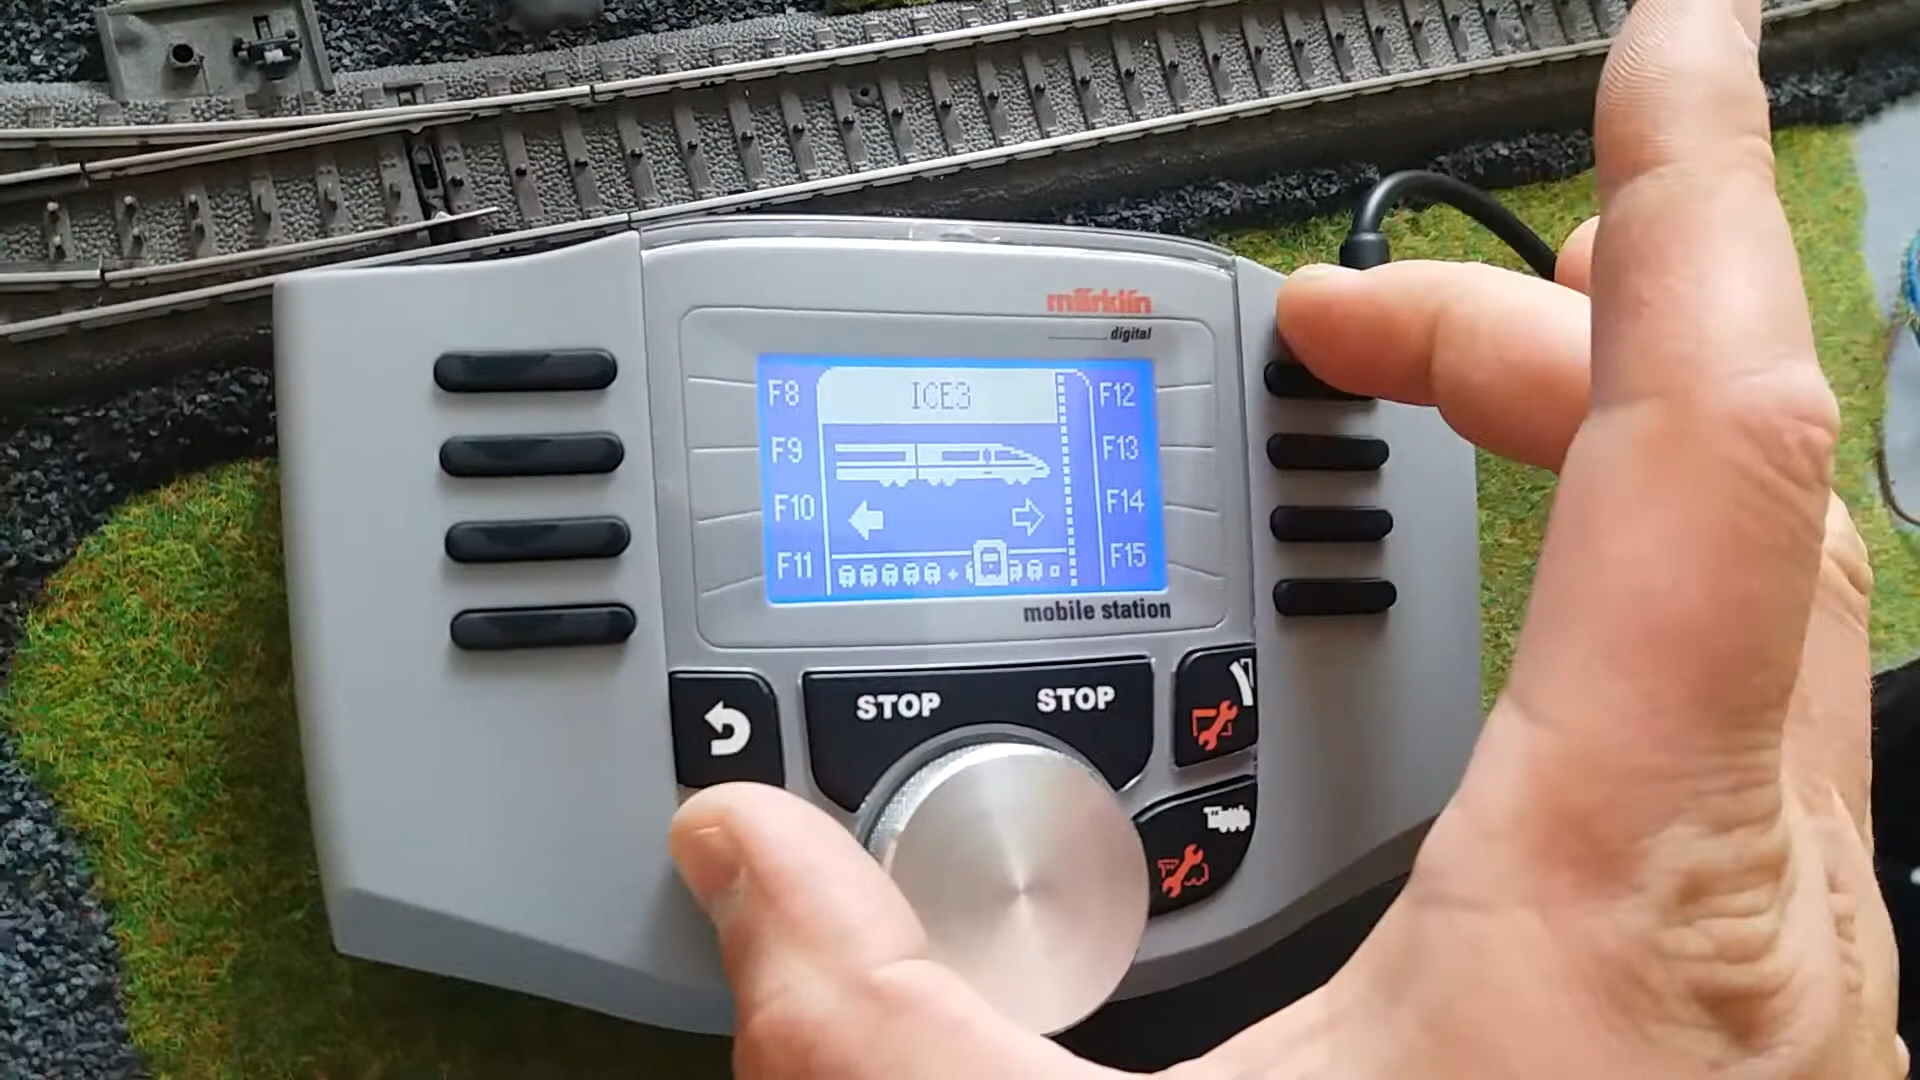 märklin
digital
F8
ICE3
F12
F9
F13
F10
F14
F11
F15
mobile station
STOP STOP